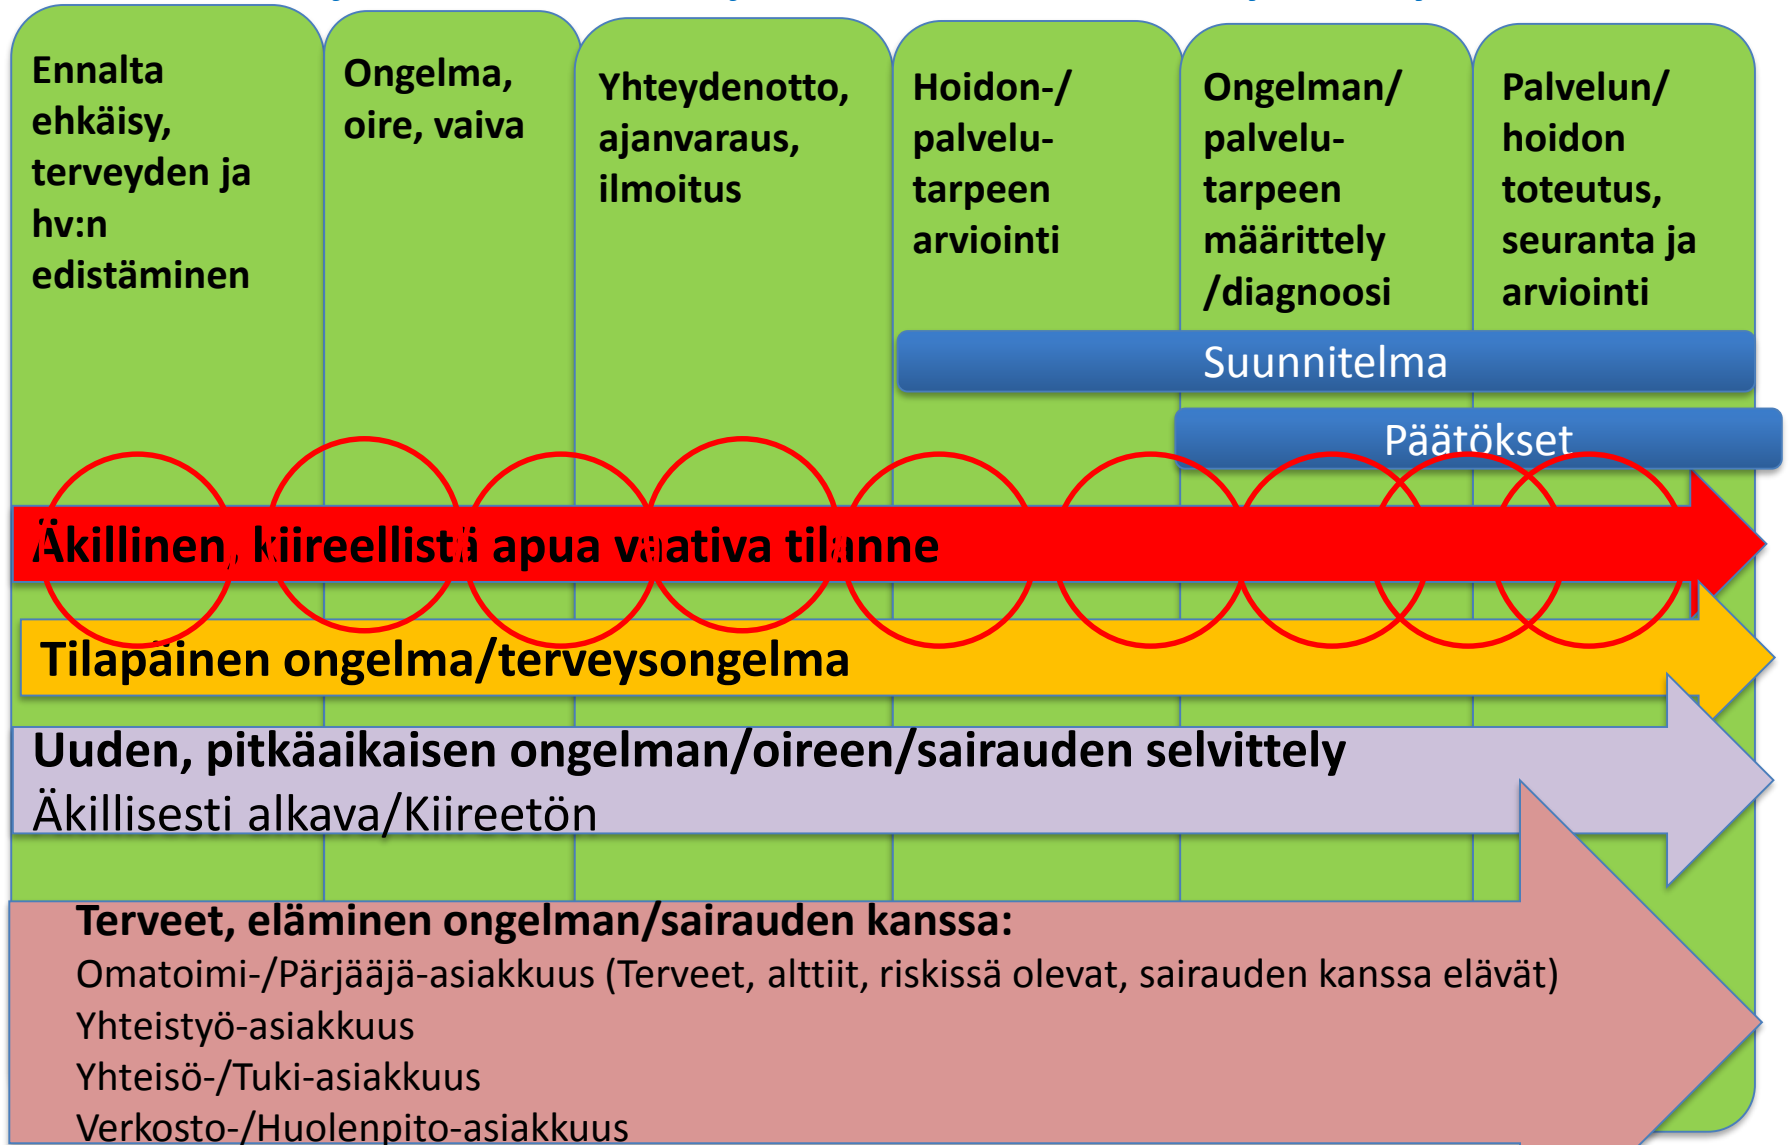 Ennalta
ehkäisy,
terveyden ja
hv:n
edistäminen
Ongelma,
oire, vaiva
Yhteydenotto,
ajanvaraus,
ilmoitus
Hoidon-/
palvelu-
tarpeen
arviointi
Ongelman/
palvelu-
tarpeen
määrittely
/diagnoosi
Palvelun/
hoidon
toteutus,
seuranta ja
arviointi
Suunnitelma
Päätökset
Äkillinen, kiireellistä apua vaativa tilanne
Tilapäinen ongelma/terveysongelma
Uuden, pitkäaikaisen ongelman/oireen/sairauden selvittely
Äkillisesti alkava/Kiireetön
Terveet, eläminen ongelman/sairauden kanssa:
Omatoimi-/Pärjääjä-asiakkuus (Terveet, alttiit, riskissä olevat, sairauden kanssa elävät)
Yhteistyö-asiakkuus
Yhteisö-/Tuki-asiakkuus
Verkosto-/Huolenpito-asiakkuus